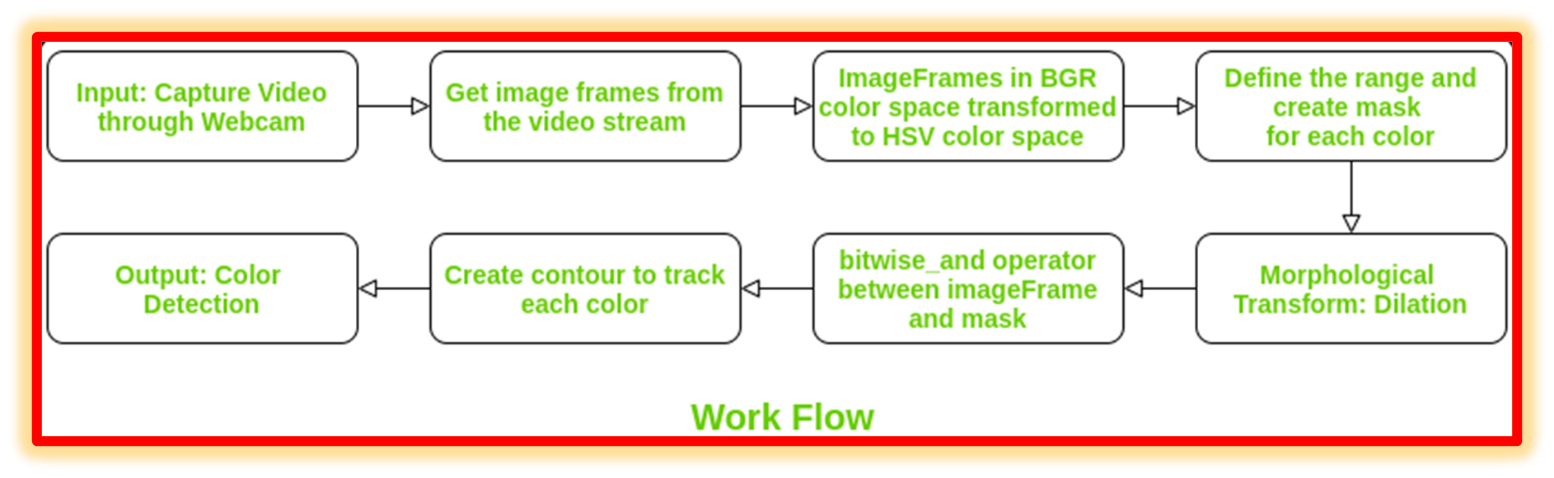 Input: Capture Video
through Webcam
Get image frames from
the video stream
ImageFrames in BGR
color space transformed
to HSV color space
Define the range and
create mask
for each color
Morphological
Transform: Dilation
bitwise_and operator
between imageFrame
and mask
Create contour to track
each color
Output: Color
Detection
Work Flow